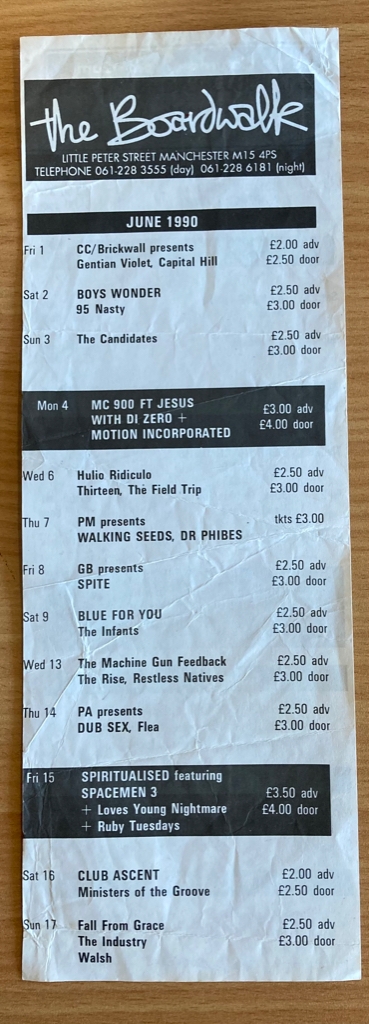 the Boardwalk
LITTLE PETER STREET MANCHESTER M15 4PS
TELEPHONE 061-228 3555 (day) 061-228 6181 (night)
JUNE 1990
Fri 1 CC/Brickwall presents £2.00 adv
Gentian Violet, Capital Hill £2.50 door
Sat 2 BOYS WONDER £2.50 adv
95 Nasty £3.00 door
Sun 3 The Candidates £2.50 adv
£3.00 door
Mon 4 MC 900 FT JESUS £3.00 adv
WITH DI ZERO + £4.00 door
MOTION INCORPORATED
Wed 6 Hulio Ridiculo £2.50 adv
Thirteen, The Field Trip £3.00 door
Thu 7 PM presents tkts £3.00
WALKING SEEDS, DR PHIBES
Fri 8 GB presents £2.50 adv
SPITE £3.00 door
Sat 9 BLUE FOR YOU £2.50 adv
The Infants £3.00 door
Wed 13 The Machine Gun Feedback £2.50 adv
The Rise, Restless Natives £3.00 door
Thu 14 PA presents £2.50 adv
DUB SEX, Flea £3.00 door
Fri 15 SPIRITUALISED featuring
SPACEMEN 3 £3.50 adv
+ Loves Young Nightmare £4.00 door
+ Ruby Tuesdays
Sat 16 CLUB ASCENT £2.00 adv
Ministers of the Groove £2.50 door
Sun 17 Fall From Grace £2.50 adv
The Industry £3.00 door
Walsh